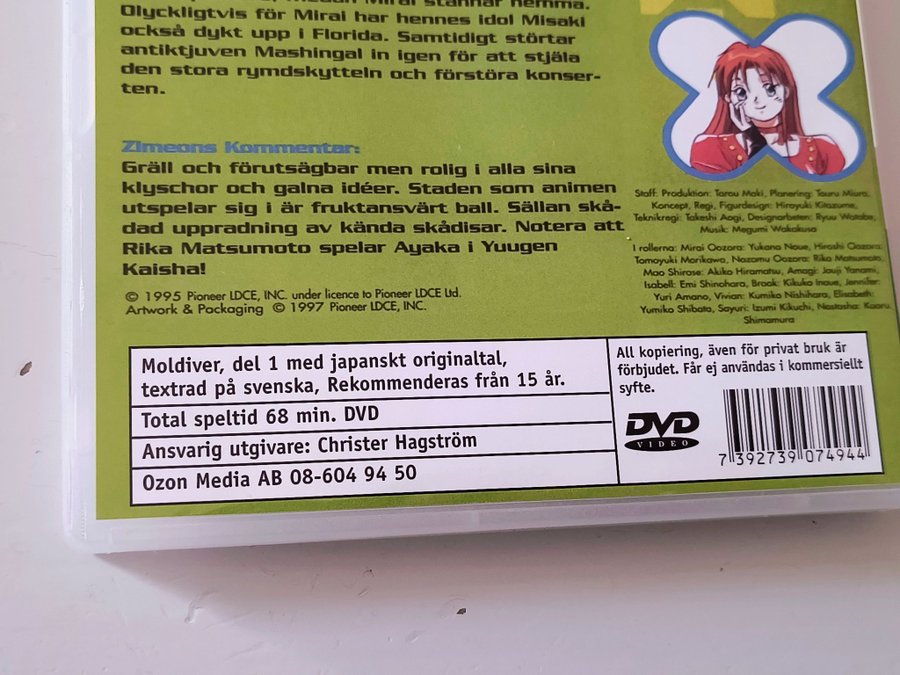 stannar hemma.
Olyckligtvis för Mirai har hennes idol Misaki
också dykt upp i Florida. Samtidigt störtar
antiktjuven Mashingal in igen för att stjäla
den stora rymdskytteln och förstöra konser-
ten.
Zimeons Kommentar:
Gräll och förutsägbar men rolig i alla sina
klyschor och galna idéer. Staden som animen
utspelar sig i är fruktansvärt ball. Sällan skå-
dad uppradning av kända skådisar. Notera att
Rika Matsumoto spelar Ayaka i Yuugen
Kaisha!
© 1995 Pioneer LDCE, INC. under licence to Pioneer LDCE Ltd.
Artwork & Packaging © 1997 Pioneer LDCE, INC.
Staff: Produktion: Tarou Maki, Planering: Touru Miura,
Koncept, Regi, Figurdesign: Hiroyuki Kitazume,
Teknikregi: Takeshi Aogi, Designarbeten: Ryuu Watabe,
Musik: Megumi Wakakusa
I rollerna: Mirai Oozora: Yukana Noue, Hiroshi Oozora:
Tomoyuki Morikawa, Nozomu Oozora: Rika Matsumoto,
Mao Shirase: Akiko Hiramatsu, Amagi: Jouji Yanami,
Isabell: Emi Shinohara, Brook: Kikuko Inoue, Jennifer:
Yuri Amano, Vivian: Kumiko Nishihara, Elisabeth:
Yumiko Shibata, Sayuri: Izumi Kikuchi, Nastasha: Kaoru
Shimamura
Moldiver, del 1 med japanskt originaltal,
textrad på svenska, Rekommenderas från 15 år.
Total speltid 68 min. DVD
Ansvarig utgivare: Christer Hagström
Ozon Media AB 08-604 94 50
All kopiering, även för privat bruk är
förbjudet. Får ej användas i kommersiellt
syfte.
DVD
VIDEO
7 392739 074944